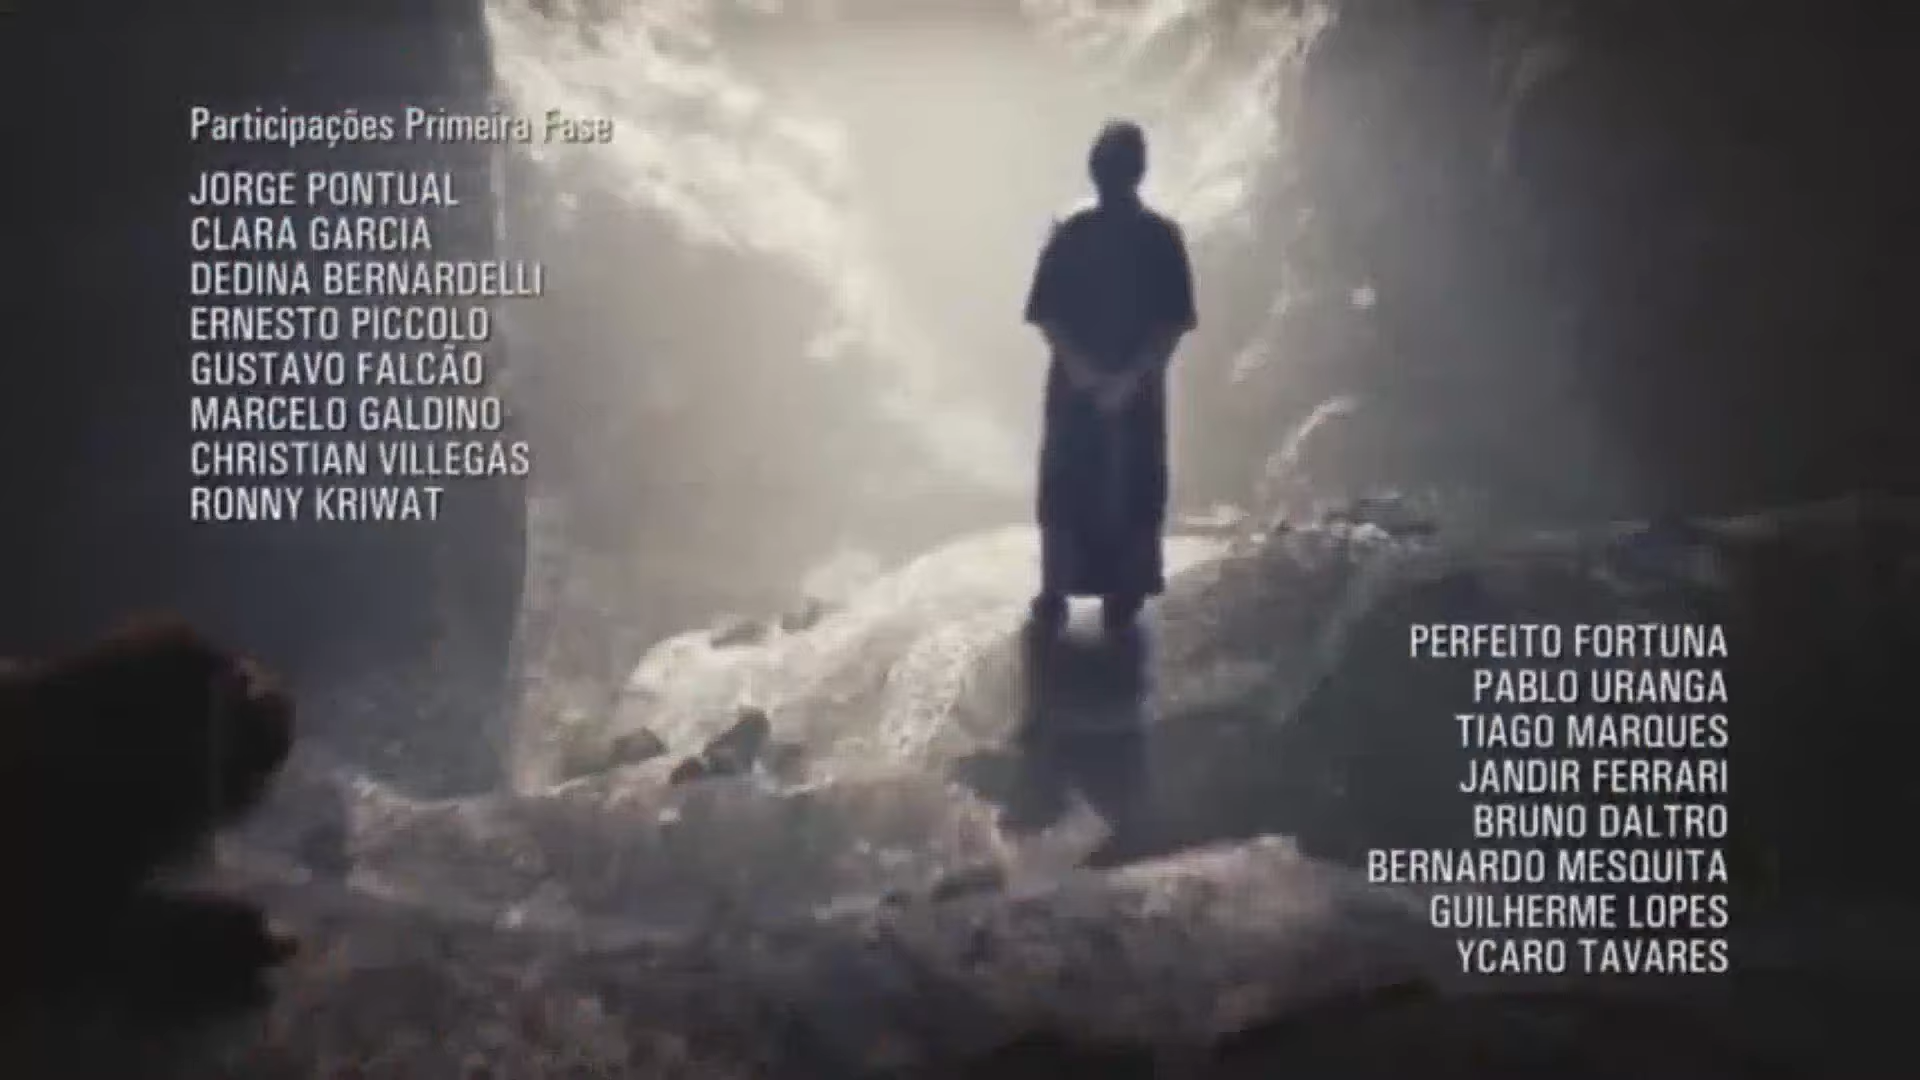 Participações Primeira Fase
JORGE PONTUAL
CLARA GARCIA
DEDINA BERNARDELLI
ERNESTO PICCOLO
GUSTAVO FALCÃO
MARCELO GALDINO
CHRISTIAN VILLEGAS
RONNY KRIWAT
PERFEITO FORTUNA
PABLO URANGA
TIAGO MARQUES
JANDIR FERRARI
BRUNO DALTRO
BERNARDO MESQUITA
GUILHERME LOPES
YCARO TAVARES